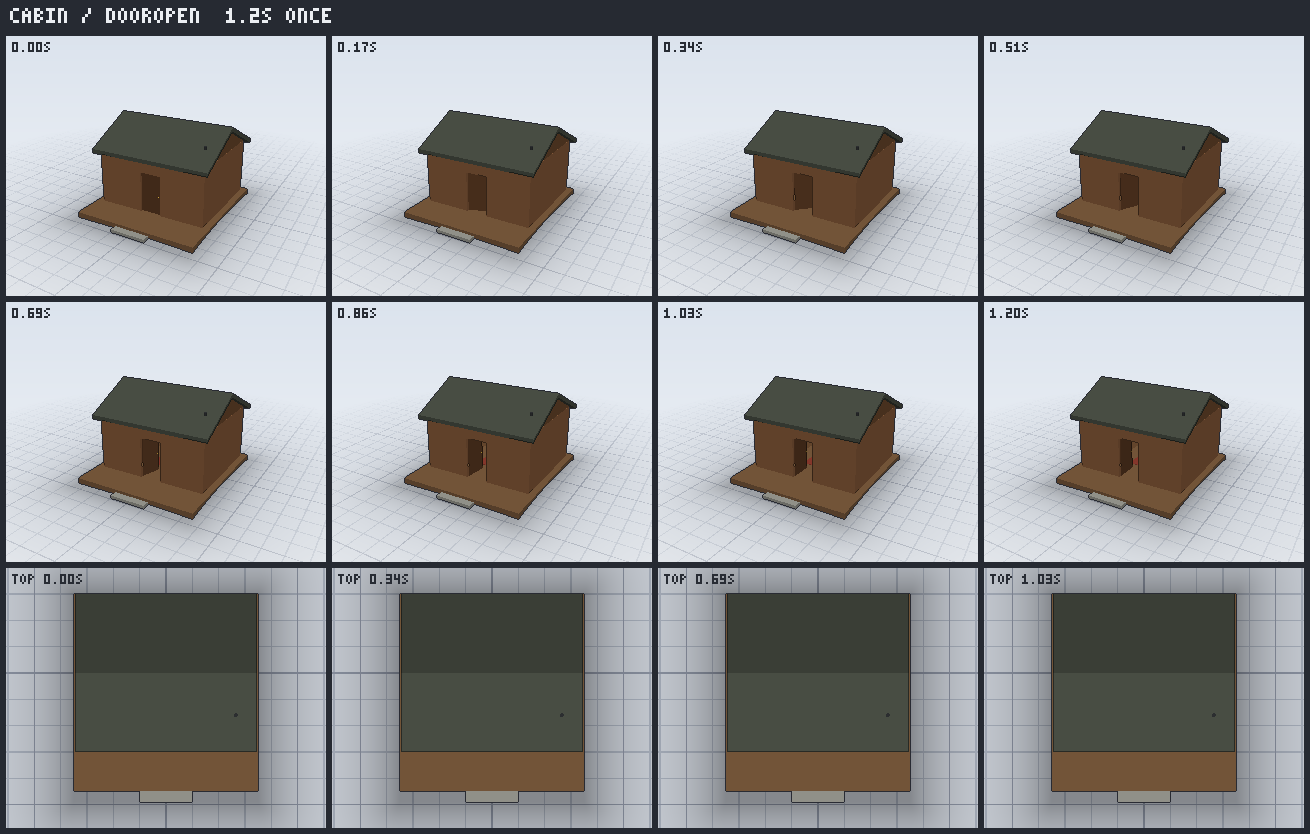 CABIN / DOOROPEN 1.2S ONCE
0.00S
0.17S
0.34S
0.51S
0.69S
0.86S
1.03S
1.20S
TOP 0.00S
TOP 0.34S
TOP 0.69S
TOP 1.03S